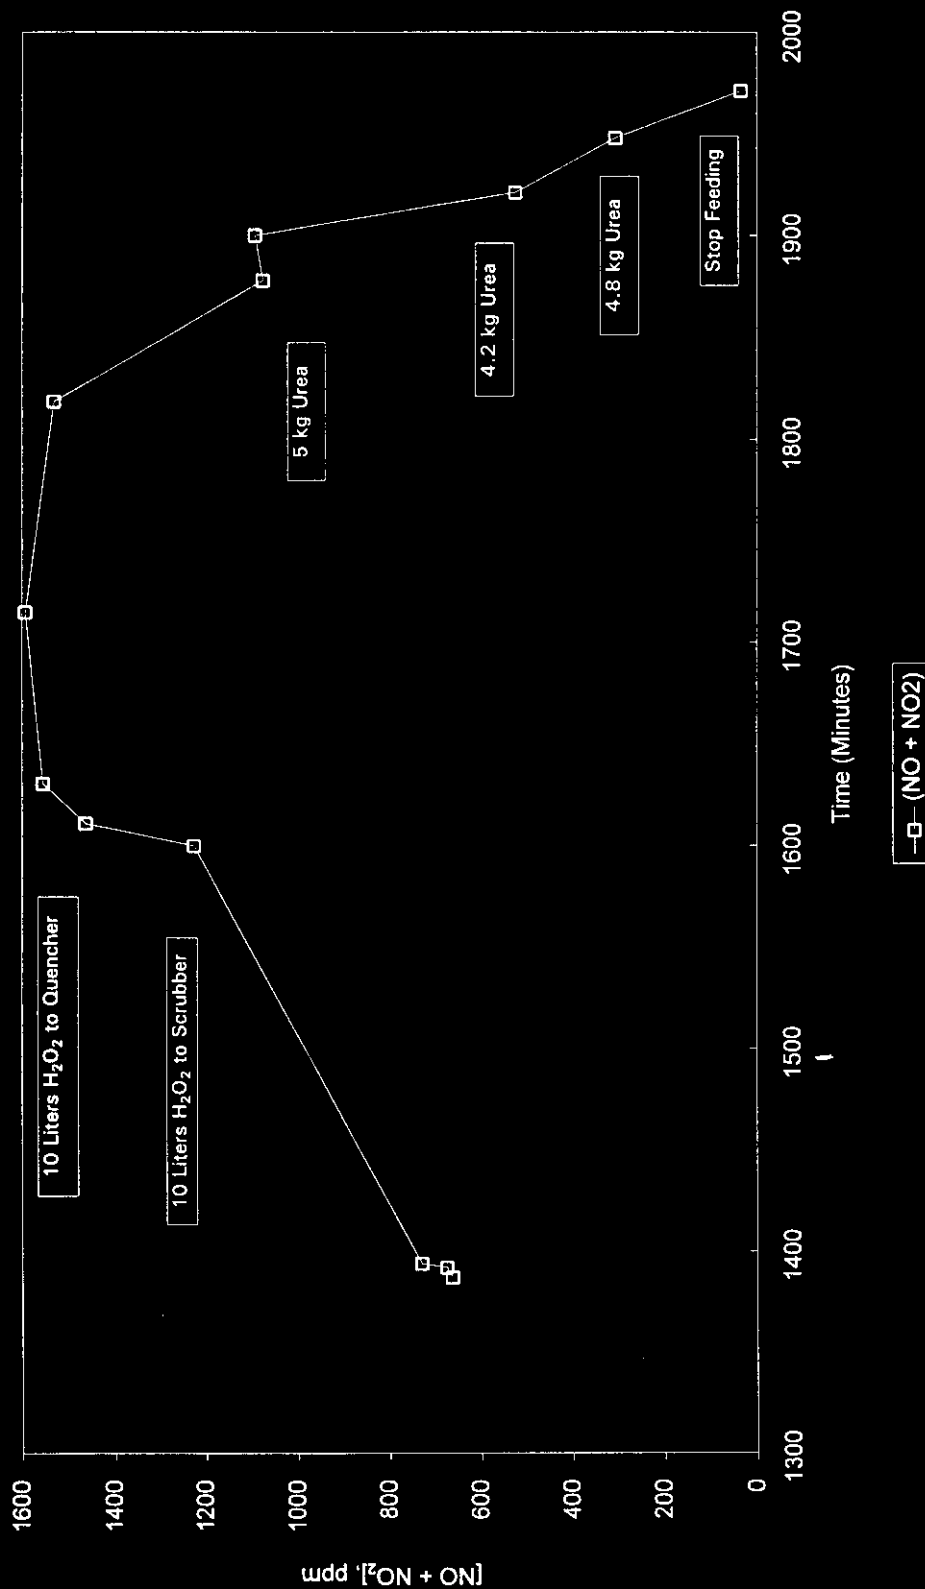 [NO + NO₂], ppm
1600
1400
1200
1000
800
600
400
200
0
10 Liters H₂O₂ to Quencher
10 Liters H₂O₂ to Scrubber
5 kg Urea
4.2 kg Urea
4.8 kg Urea
Stop Feeding
1300
1400
1500
1600
1700
1800
1900
2000
Time (Minutes)
(NO + NO2)